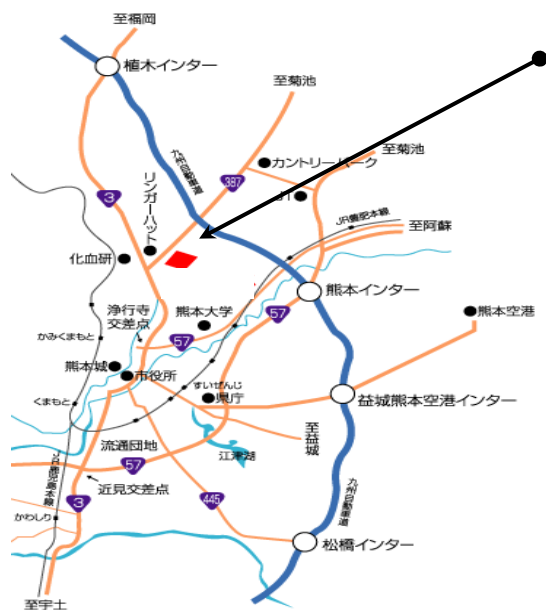 至福岡
植木インター
至菊池
九州自動車道
カントリーパーク
至菊池
387
3
リンガーハット
JR豊肥本線
至阿蘇
化血研
熊本インター
浄行寺
交差点
熊本大学
57
57
熊本空港
かみくまもと
熊本城
市役所
すいぜんじ
県庁
益城熊本空港インター
くまもと
至益城
流通団地
江津湖
57
JR鹿児島本線
近見交差点
3
445
九州自動車道
かわしり
松橋インター
至宇土